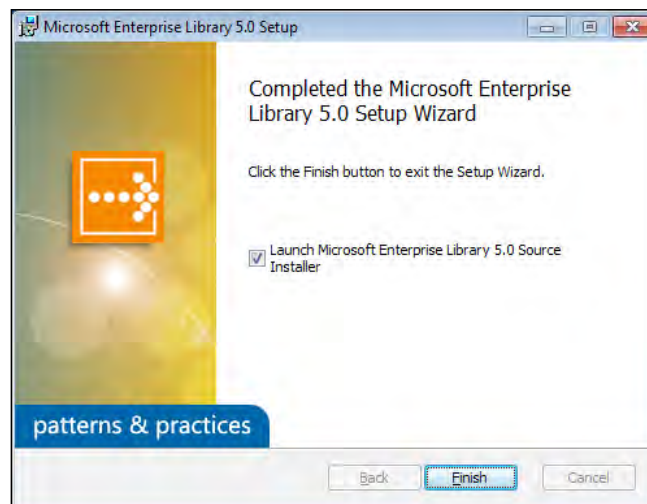 Microsoft Enterprise Library 5.0 Setup
Completed the Microsoft Enterprise
Library 5.0 Setup Wizard
Click the Finish button to exit the Setup Wizard.
Launch Microsoft Enterprise Library 5.0 Source
Installer
patterns & practices
Back
Finish
Cancel